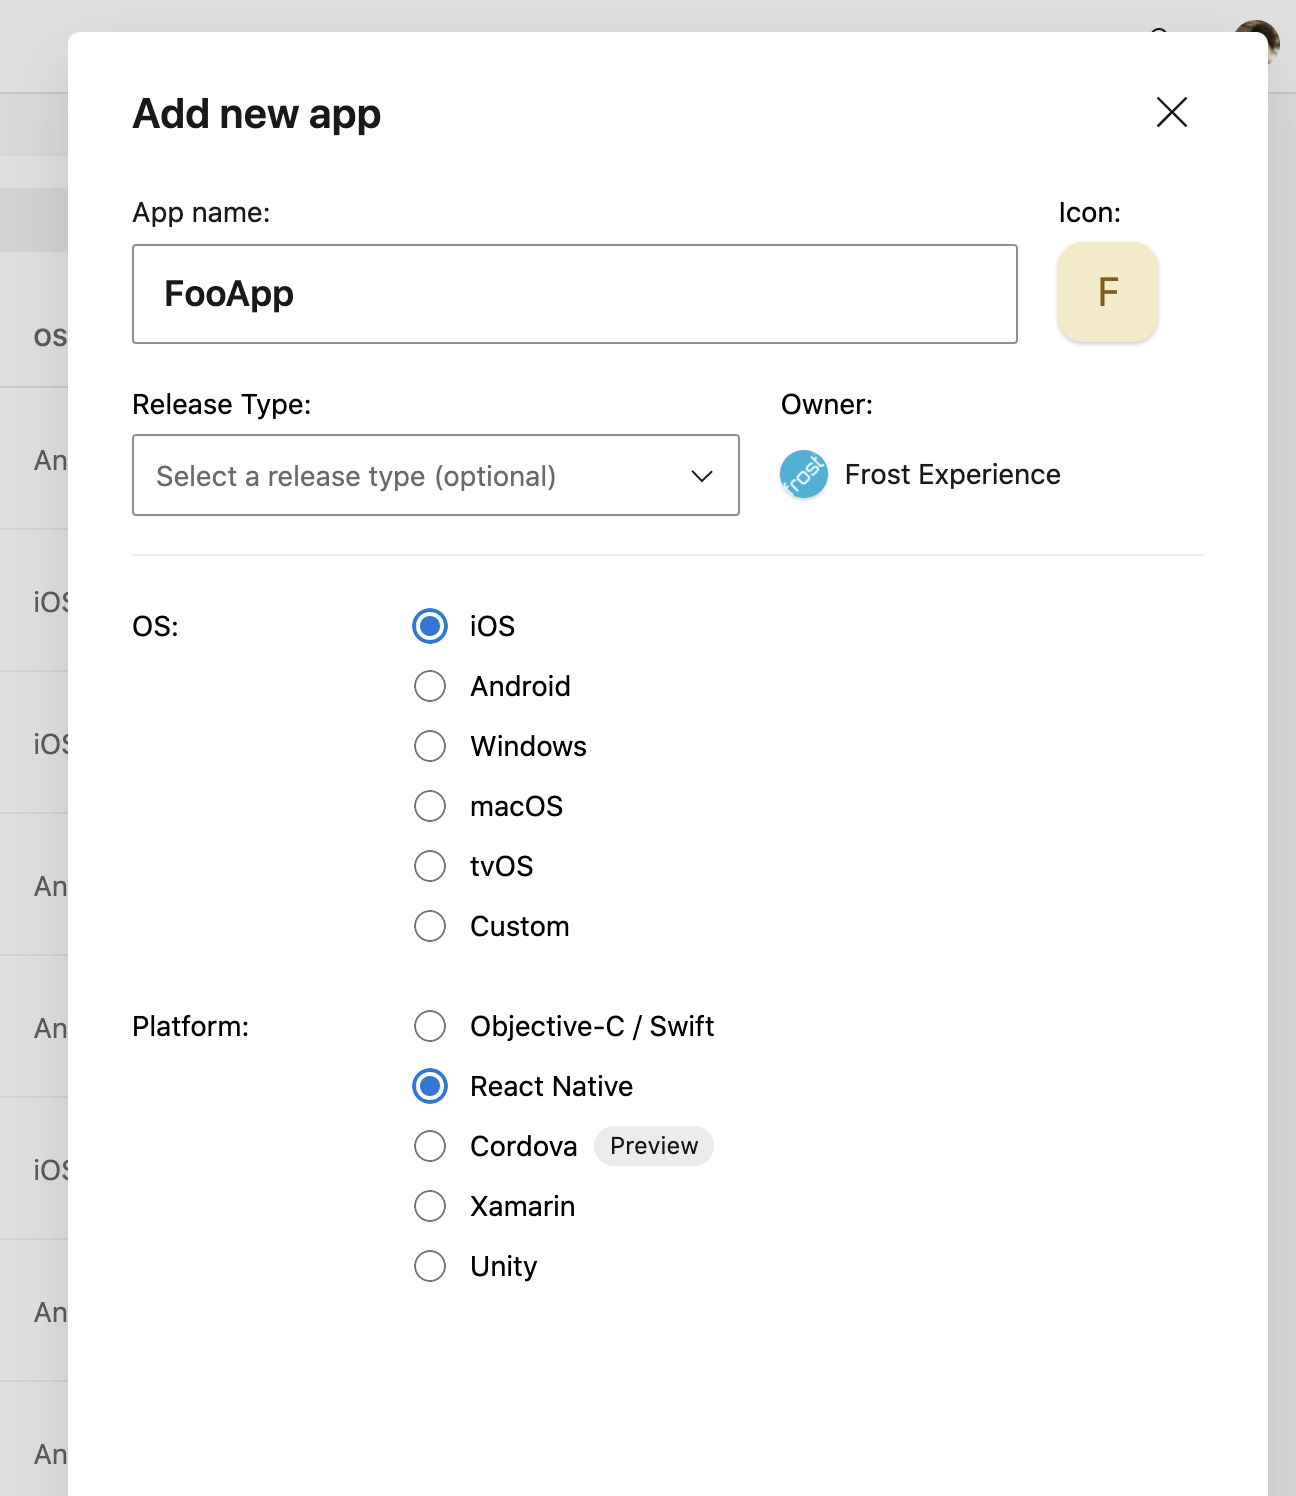 Add new app
App name:
Icon:
FooApp
F
Release Type:
Owner:
Select a release type (optional)
frost
Frost Experience
OS:
iOS
Android
Windows
macOS
tvOS
Custom
Platform:
Objective-C / Swift
React Native
Cordova Preview
Xamarin
Unity
OS
An
iOS
iOS
An
An
iOS
An
An